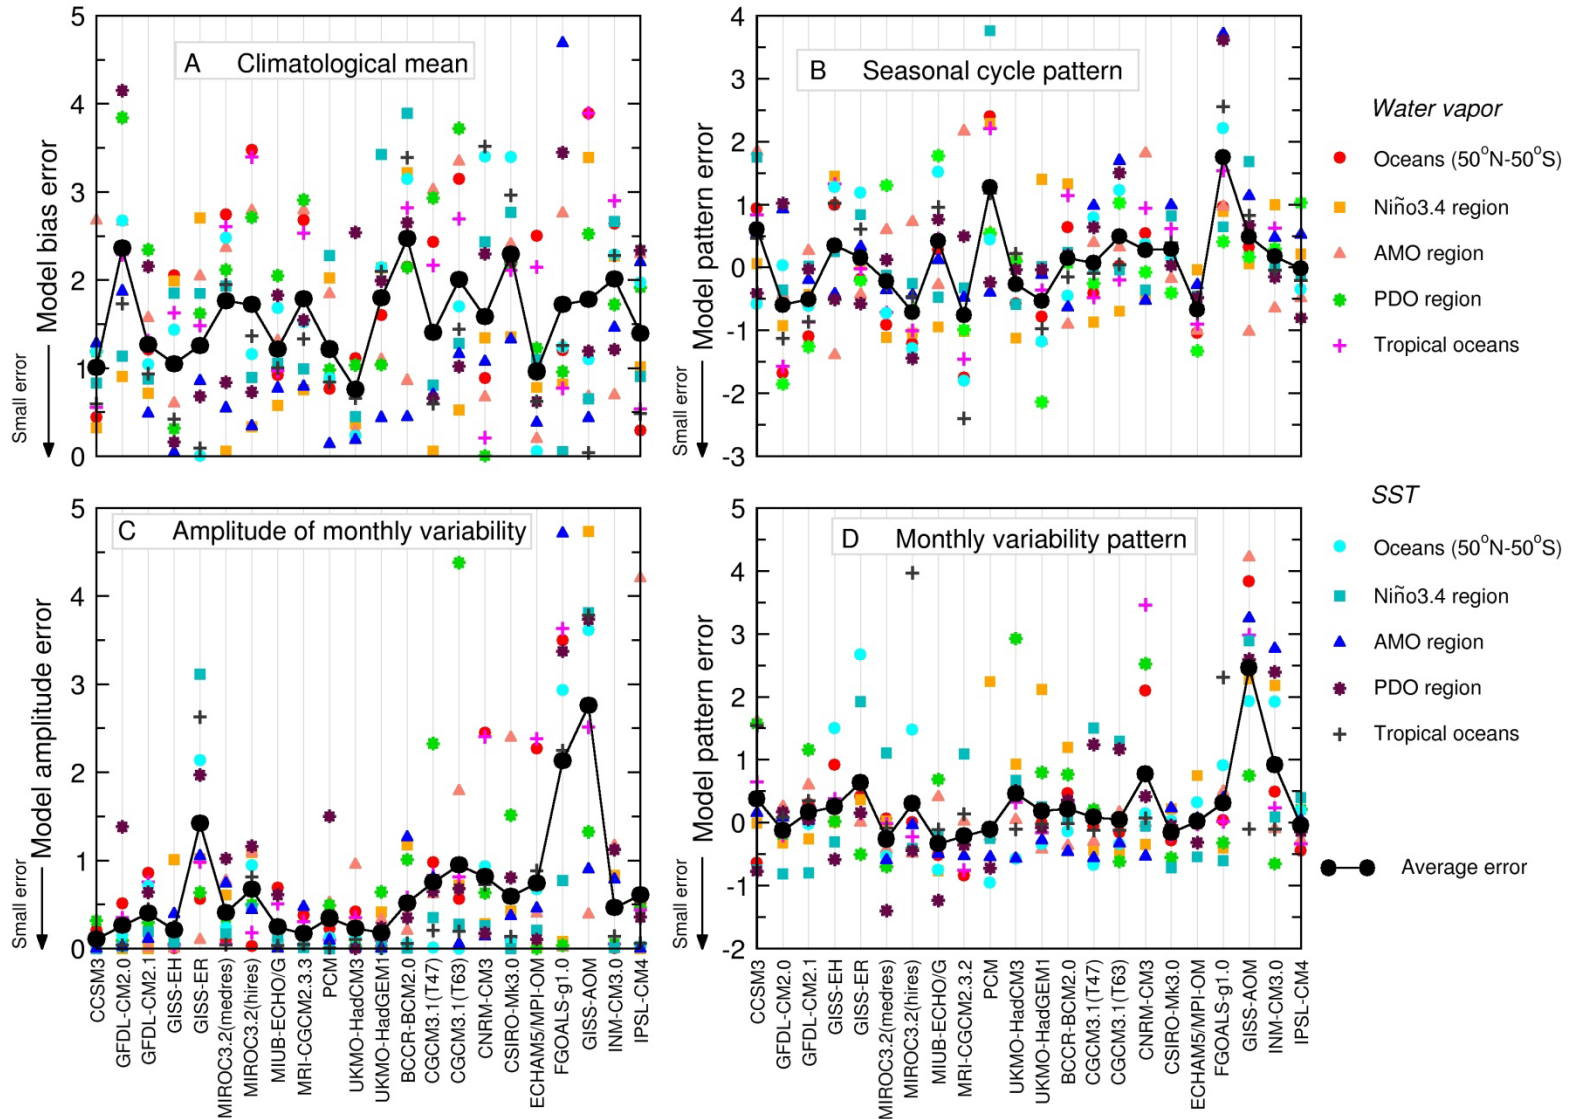 A Climatological mean
Model bias error
Small error
5
4
3
2
1
0
B Seasonal cycle pattern
Model pattern error
Small error
4
3
2
1
0
-1
-2
-3
C Amplitude of monthly variability
Model amplitude error
Small error
5
4
3
2
1
0
CCSM3
GFDL-CM2.0
GFDL-CM2.1
GISS-EH
GISS-ER
MIROC3.2(medres)
MIROC3.2(hires)
MIUB-ECHO/G
MRI-CGCM2.3.3
PCM
UKMO-HadCM3
UKMO-HadGEM1
BCCR-BCM2.0
CGCM3.1(T47)
CGCM3.1(T63)
CNRM-CM3
CSIRO-Mk3.0
ECHAM5/MPI-OM
FGOALS-g1.0
GISS-AOM
INM-CM3.0
IPSL-CM4
D Monthly variability pattern
Model pattern error
Small error
5
4
3
2
1
0
-1
-2
CCSM3
GFDL-CM2.0
GFDL-CM2.1
GISS-EH
GISS-ER
MIROC3.2(medres)
MIROC3.2(hires)
MIUB-ECHO/G
MRI-CGCM2.3.2
PCM
UKMO-HadCM3
UKMO-HadGEM1
BCCR-BCM2.0
CGCM3.1(T47)
CGCM3.1(T63)
CNRM-CM3
CSIRO-Mk3.0
ECHAM5/MPI-OM
FGOALS-g1.0
GISS-AOM
INM-CM3.0
IPSL-CM4
Water vapor
Oceans (50°N-50°S)
Niño3.4 region
AMO region
PDO region
Tropical oceans
SST
Oceans (50°N-50°S)
Niño3.4 region
AMO region
PDO region
Tropical oceans
Average error